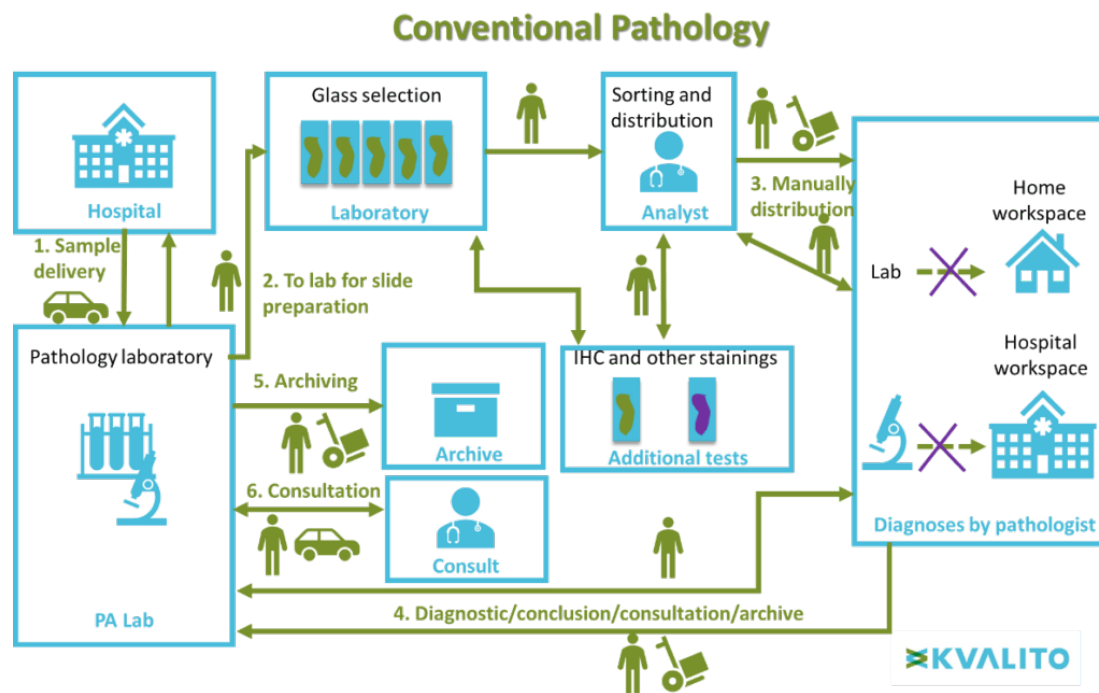 Conventional Pathology
Hospital
Glass selection
Laboratory
Sorting and
distribution
Analyst
3. Manually
distribution
1. Sample
delivery
2. To lab for slide
preparation
Pathology laboratory
PA Lab
5. Archiving
Archive
6. Consultation
Consult
IHC and other stainings
Additional tests
Home
workspace
Lab
Hospital
workspace
Diagnoses by pathologist
4. Diagnostic/conclusion/consultation/archive
KVALITO